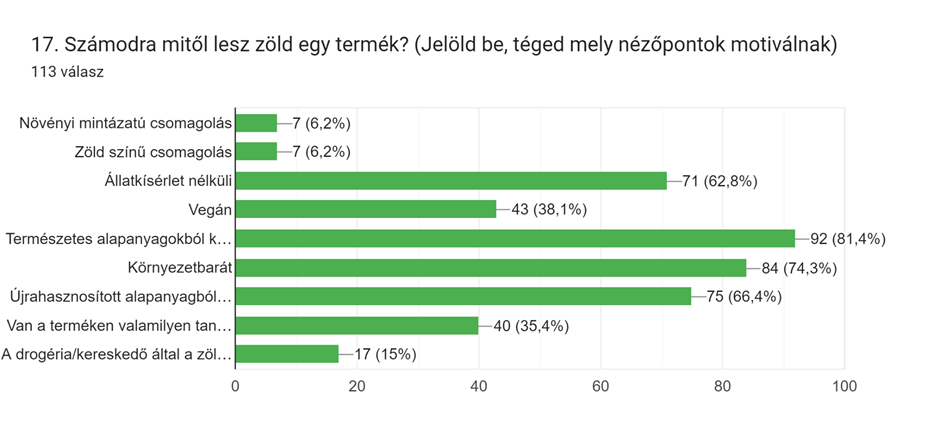 17. Számodra mitől lesz zöld egy termék? (Jelöld be, téged mely nézőpontok motiválnak)
113 válasz
Növényi mintázatú csomagolás 7 (6,2%)
Zöld színű csomagolás 7 (6,2%)
Állatkísérlet nélküli 71 (62,8%)
Vegán 43 (38,1%)
Természetes alapanyagokból k… 92 (81,4%)
Környezetbarát 84 (74,3%)
Újrahasznosított alapanyagból… 75 (66,4%)
Van a terméken valamilyen tan… 40 (35,4%)
A drogéria/kereskedő által a zöl… 17 (15%)
0 20 40 60 80 100